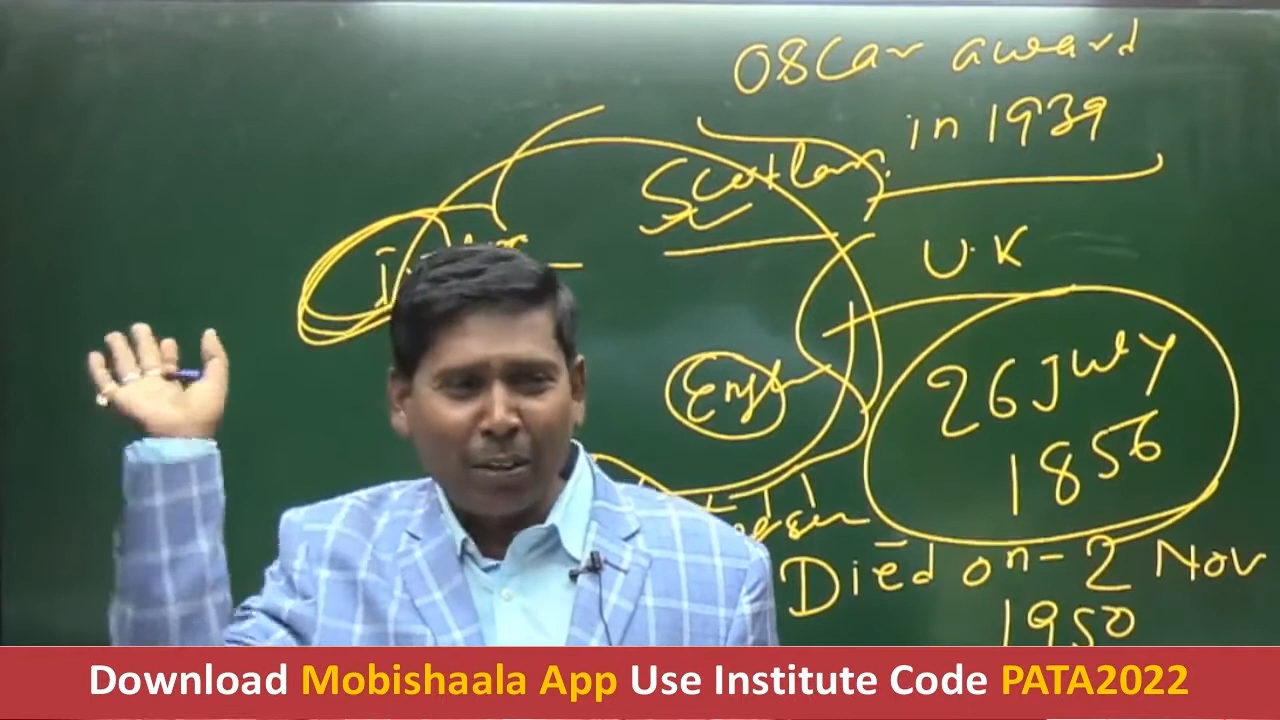 Oscar award
in 1939
Scotland
U.K
26 July
1856
Died on - 2 Nov
1950
Download Mobishaala App Use Institute Code PATA2022